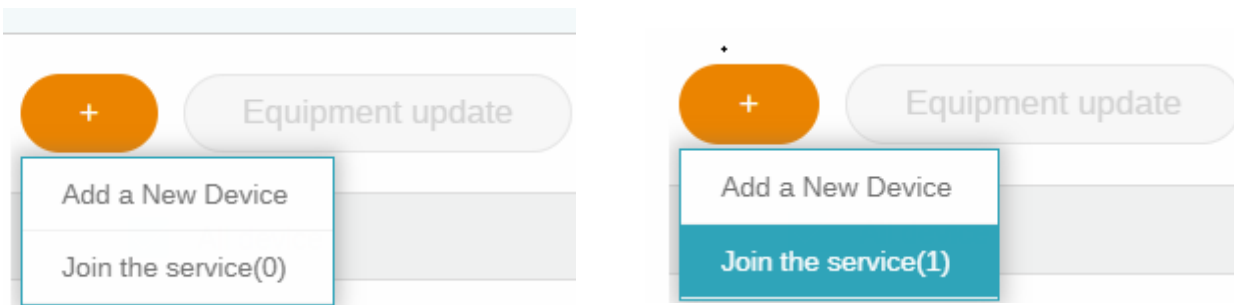 + Equipment update
Add a New Device
Join the service(0)
+ Equipment update
Add a New Device
Join the service(1)